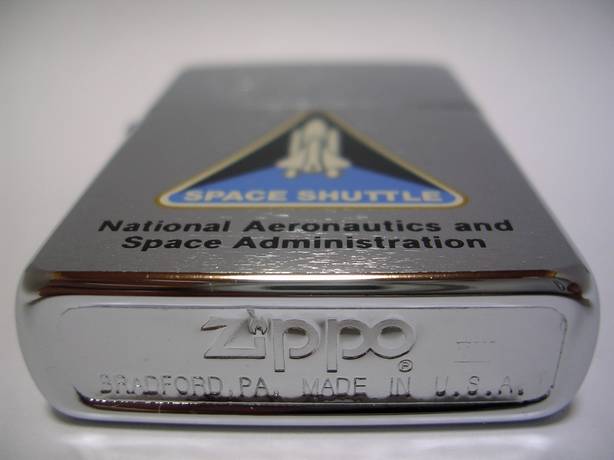 SPACE SHUTTLE
National Aeronautics and
Space Administration
Zippo ®
BRADFORD, PA. MADE IN U.S.A.